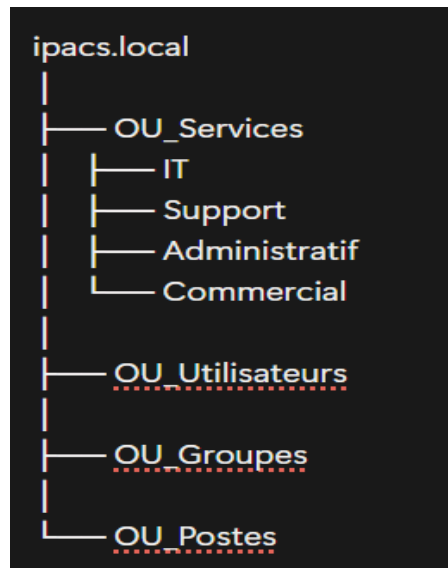 ipacs.local
OU_Services
IT
Support
Administratif
Commercial
OU_Utilisateurs
OU_Groupes
OU_Postes